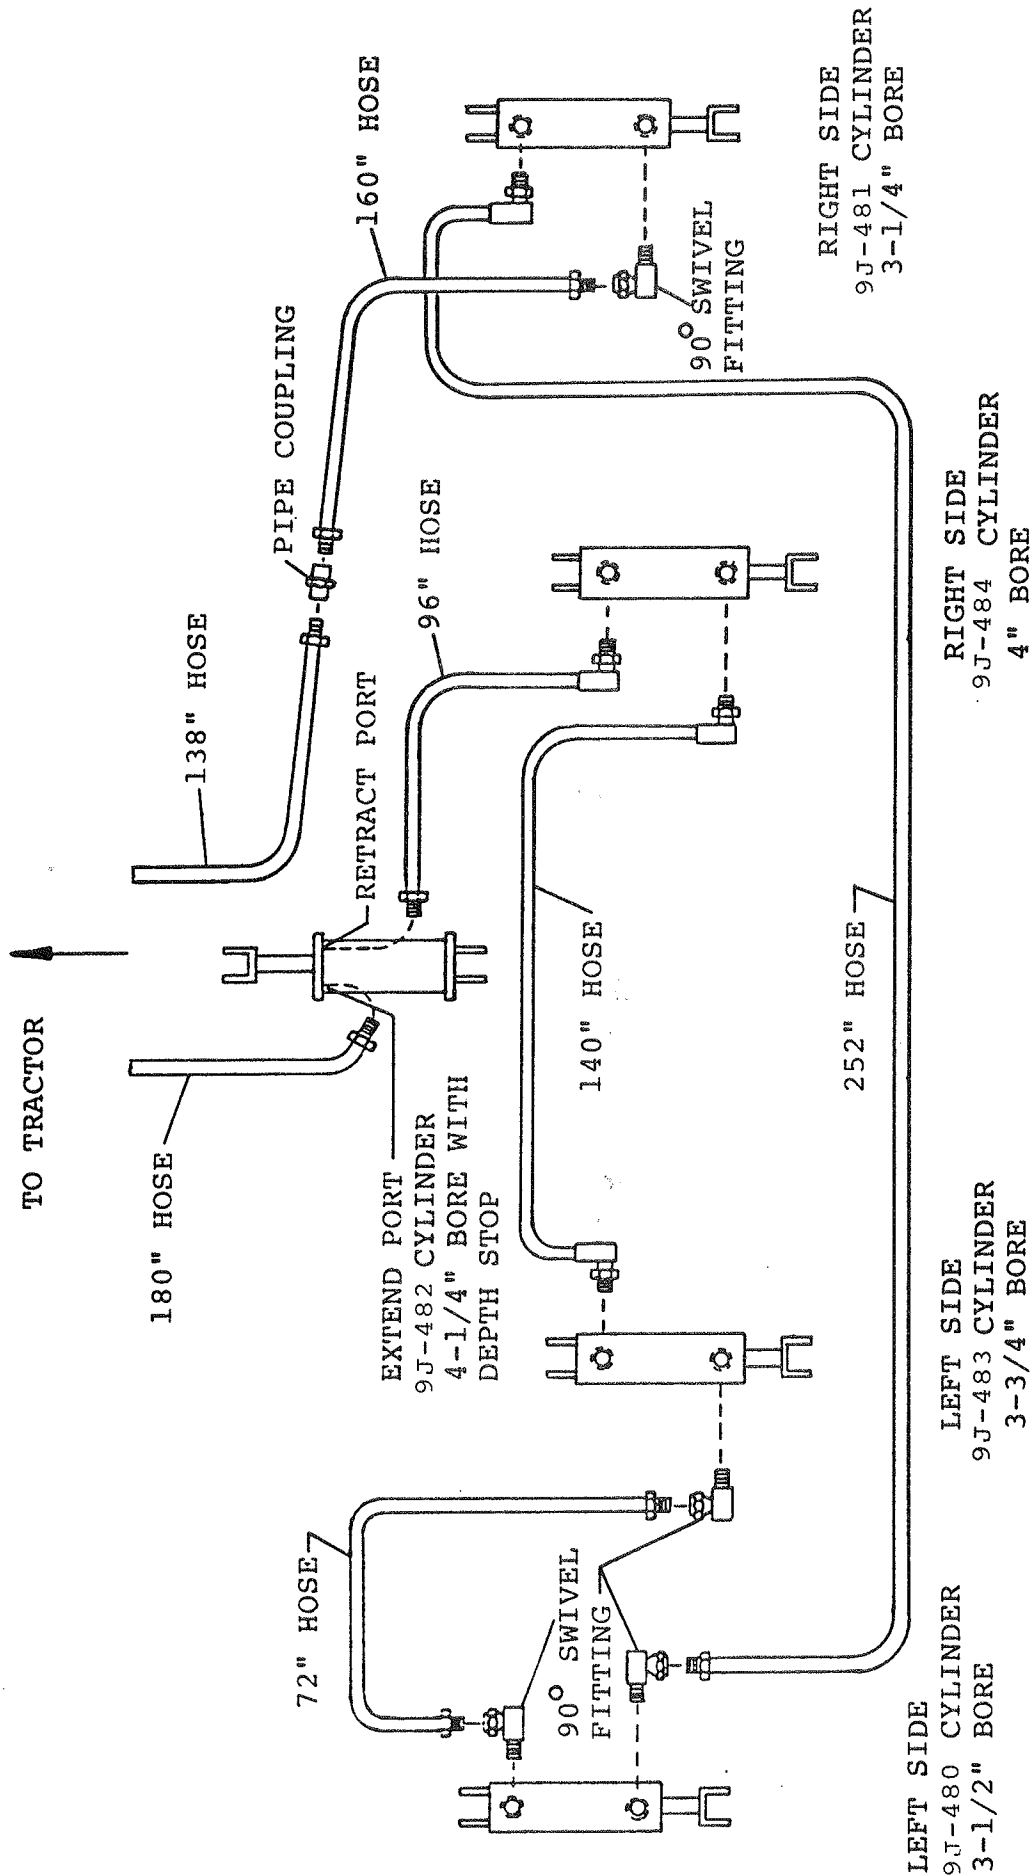 TO TRACTOR
180" HOSE
138" HOSE
PIPE COUPLING
160" HOSE
RETRACT PORT
96" HOSE
EXTEND PORT
9J-482 CYLINDER
4-1/4" BORE WITH
DEPTH STOP
72" HOSE
90° SWIVEL
FITTING
140" HOSE
252" HOSE
90° SWIVEL
FITTING
LEFT SIDE
9J-480 CYLINDER
3-1/2" BORE
LEFT SIDE
9J-483 CYLINDER
3-3/4" BORE
RIGHT SIDE
9J-484 CYLINDER
4" BORE
RIGHT SIDE
9J-481 CYLINDER
3-1/4" BORE